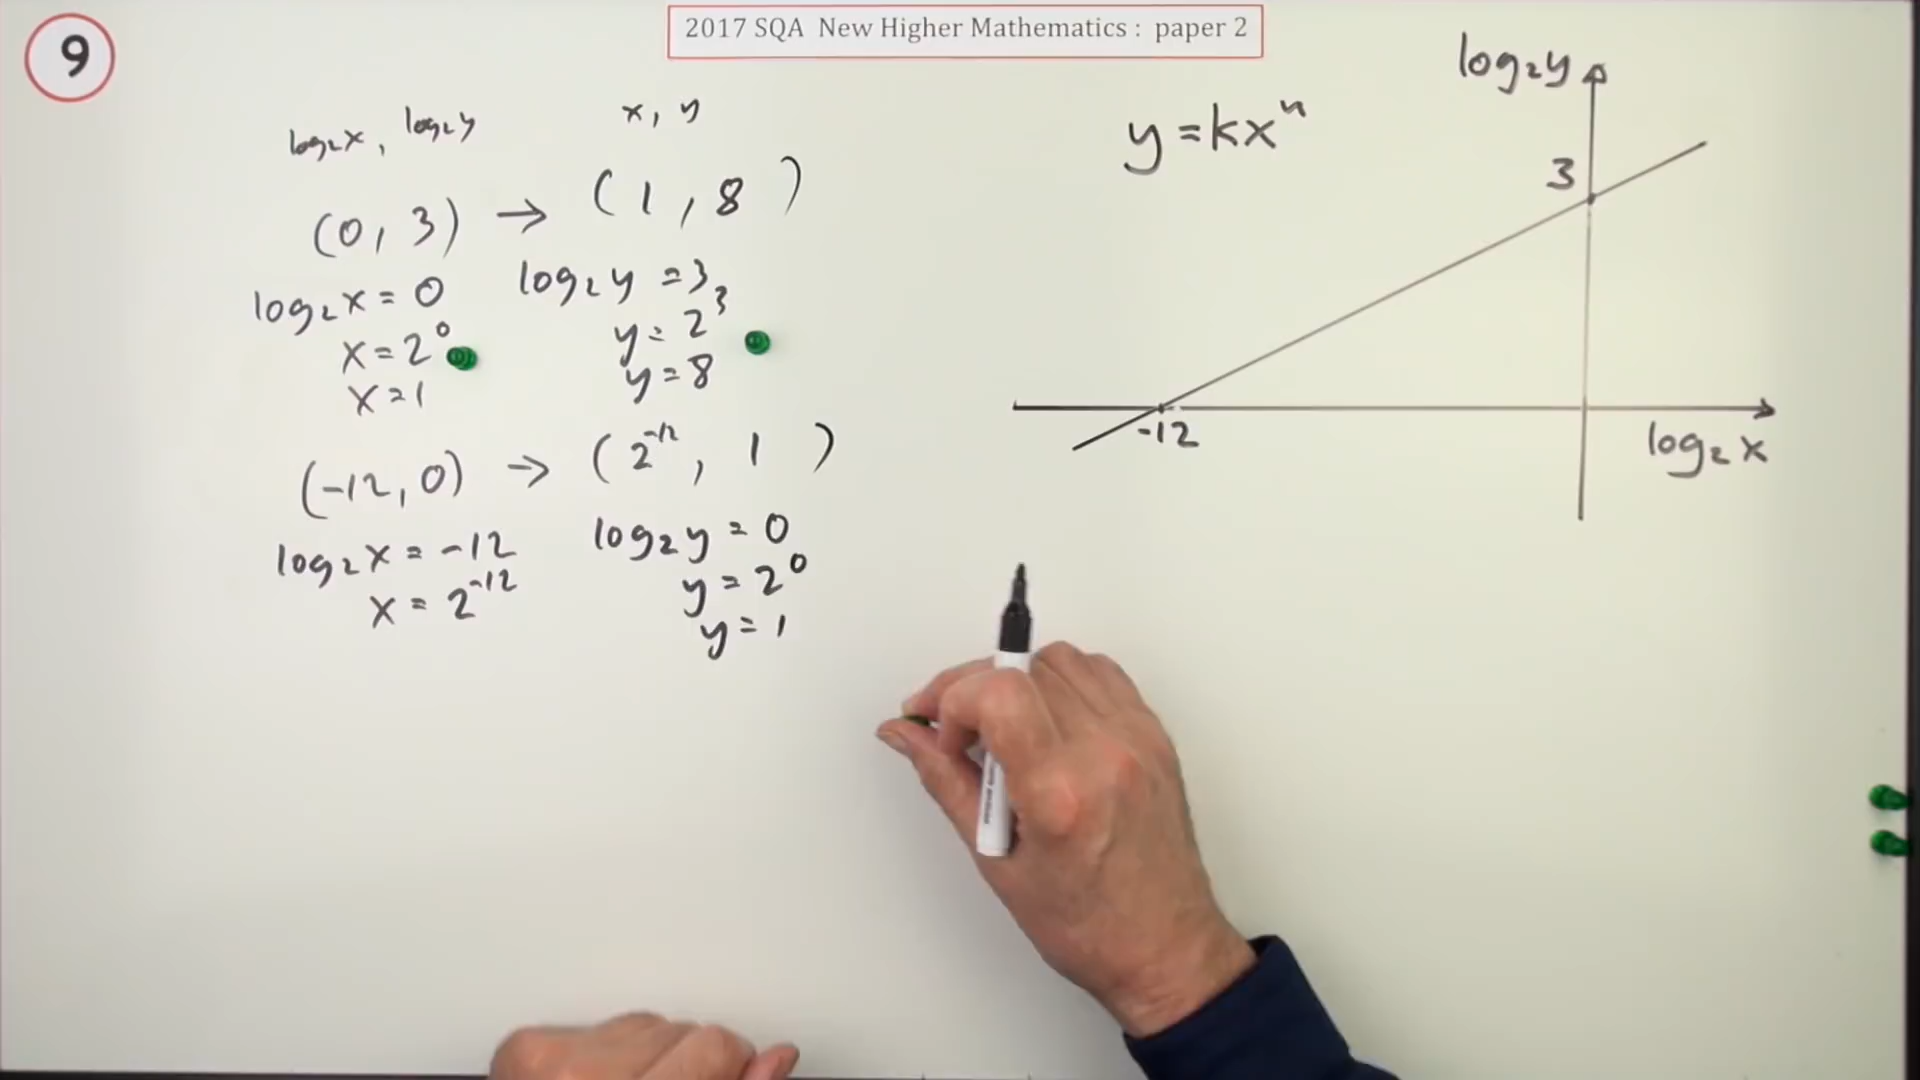 9
2017 SQA New Higher Mathematics : paper 2
log₂x, log₂y
x, y
(0, 3) → (1, 8)
log₂x = 0
log₂y = 3
x = 2⁰
y = 2³
x = 1
y = 8
(-12, 0) → (2⁻¹², 1)
log₂x = -12
log₂y = 0
x = 2⁻¹²
y = 2⁰
y = 1
y = kxⁿ
log₂y
3
-12
log₂x